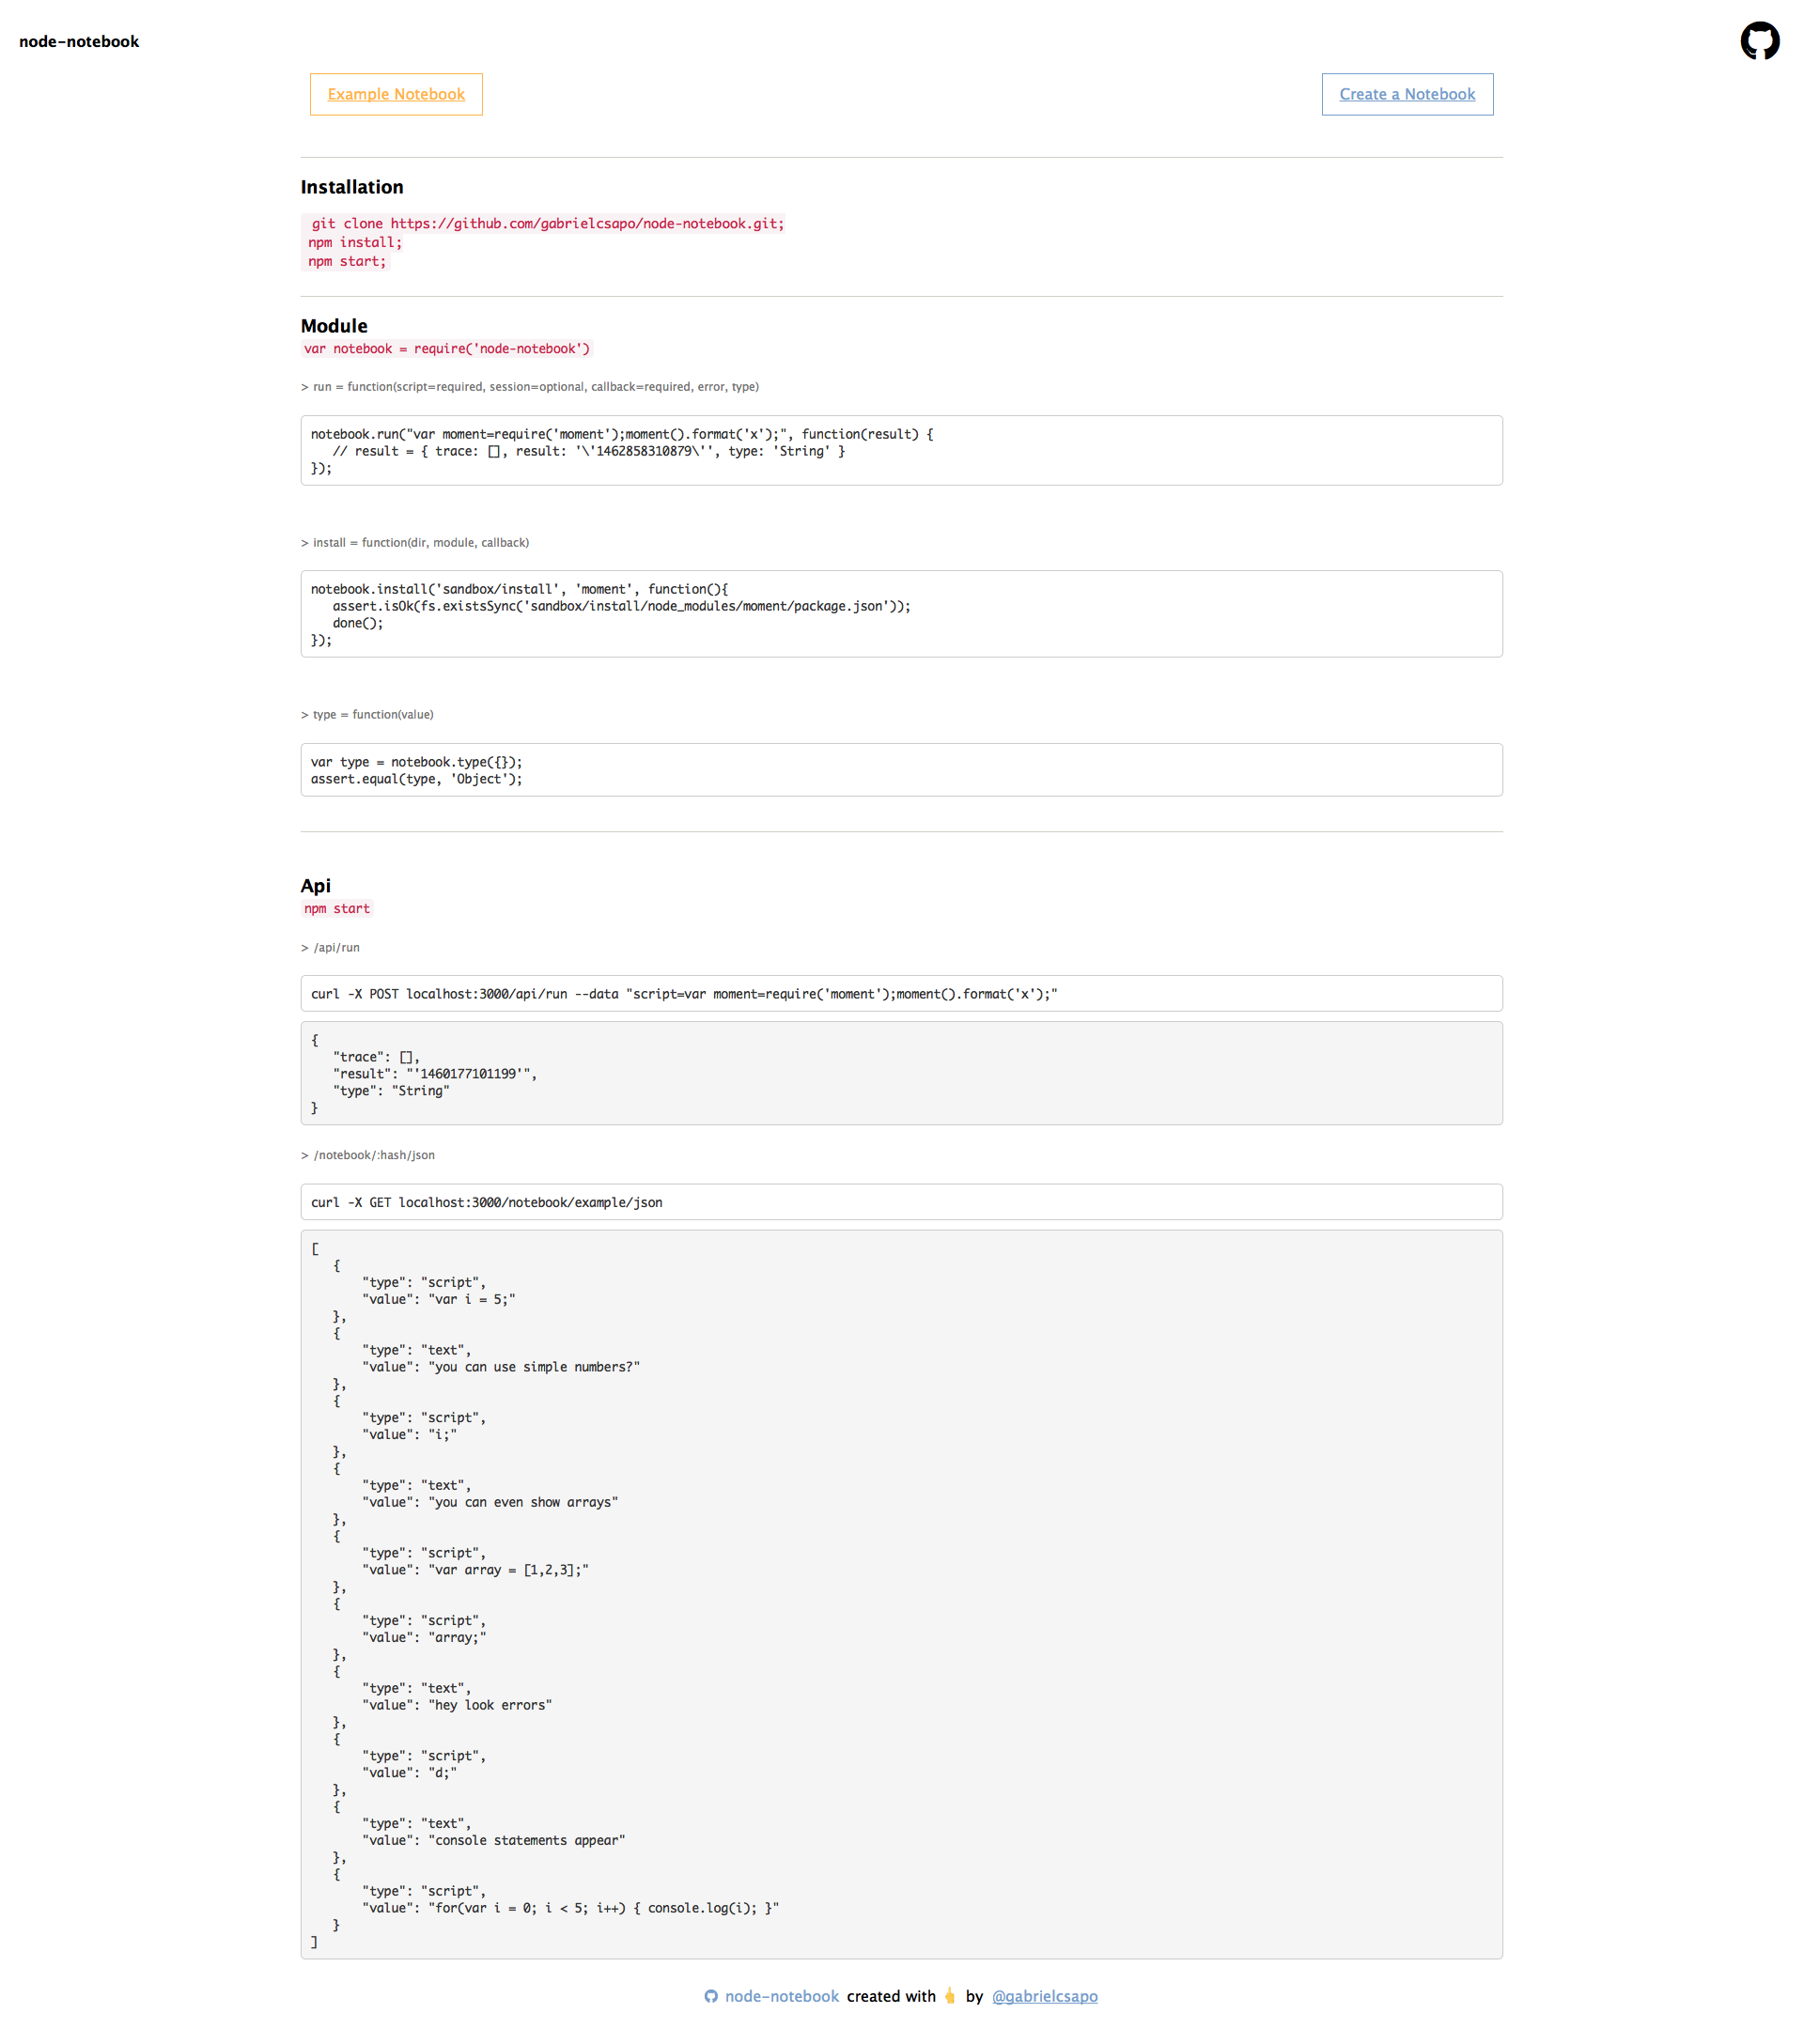 node-notebook
Example Notebook
Create a Notebook
Installation
git clone https://github.com/gabrielcsapo/node-notebook.git;
npm install;
npm start;
Module
var notebook = require('node-notebook')
> run = function(script=required, session=optional, callback=required, error, type)
notebook.run("var moment=require('moment');moment().format('x');", function(result) {
   // result = { trace: [], result: '\'1462858310879\'', type: 'String' }
});
> install = function(dir, module, callback)
notebook.install('sandbox/install', 'moment', function(){
   assert.isOk(fs.existsSync('sandbox/install/node_modules/moment/package.json'));
   done();
});
> type = function(value)
var type = notebook.type({});
assert.equal(type, 'Object');
Api
npm start
> /api/run
curl -X POST localhost:3000/api/run --data "script=var moment=require('moment');moment().format('x');"
{
   "trace": [],
   "result": "'1460177101199'",
   "type": "String"
}
> /notebook/:hash/json
curl -X GET localhost:3000/notebook/example/json
[
   {
       "type": "script",
       "value": "var i = 5;"
   },
   {
       "type": "text",
       "value": "you can use simple numbers?"
   },
   {
       "type": "script",
       "value": "i;"
   },
   {
       "type": "text",
       "value": "you can even show arrays"
   },
   {
       "type": "script",
       "value": "var array = [1,2,3];"
   },
   {
       "type": "script",
       "value": "array;"
   },
   {
       "type": "text",
       "value": "hey look errors"
   },
   {
       "type": "script",
       "value": "d;"
   },
   {
       "type": "text",
       "value": "console statements appear"
   },
   {
       "type": "script",
       "value": "for(var i = 0; i < 5; i++) { console.log(i); }"
   }
]
node-notebook created with 🖕 by @gabrielcsapo